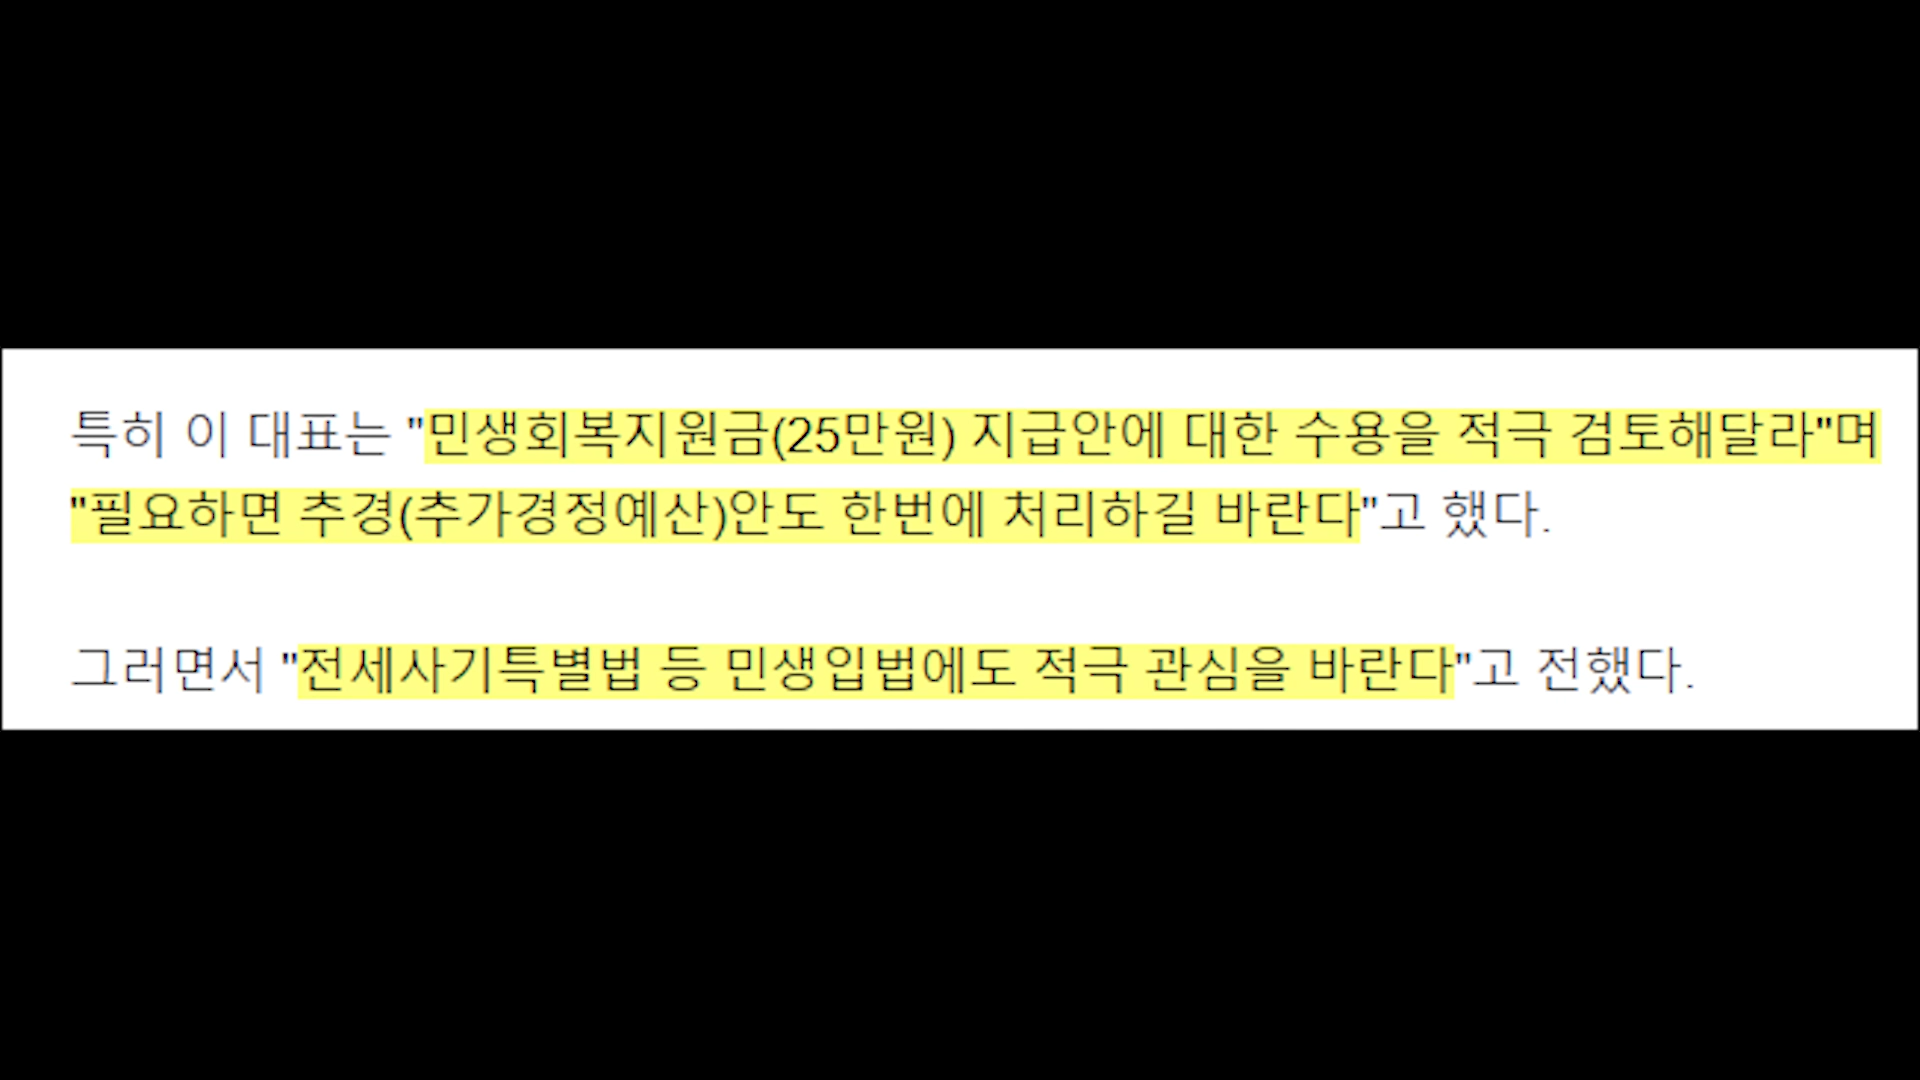 특히 이 대표는 "민생회복지원금(25만원) 지급안에 대한 수용을 적극 검토해달라"며
"필요하면 추경(추가경정예산)안도 한번에 처리하길 바란다"고 했다.
그러면서 "전세사기특별법 등 민생입법에도 적극 관심을 바란다"고 전했다.